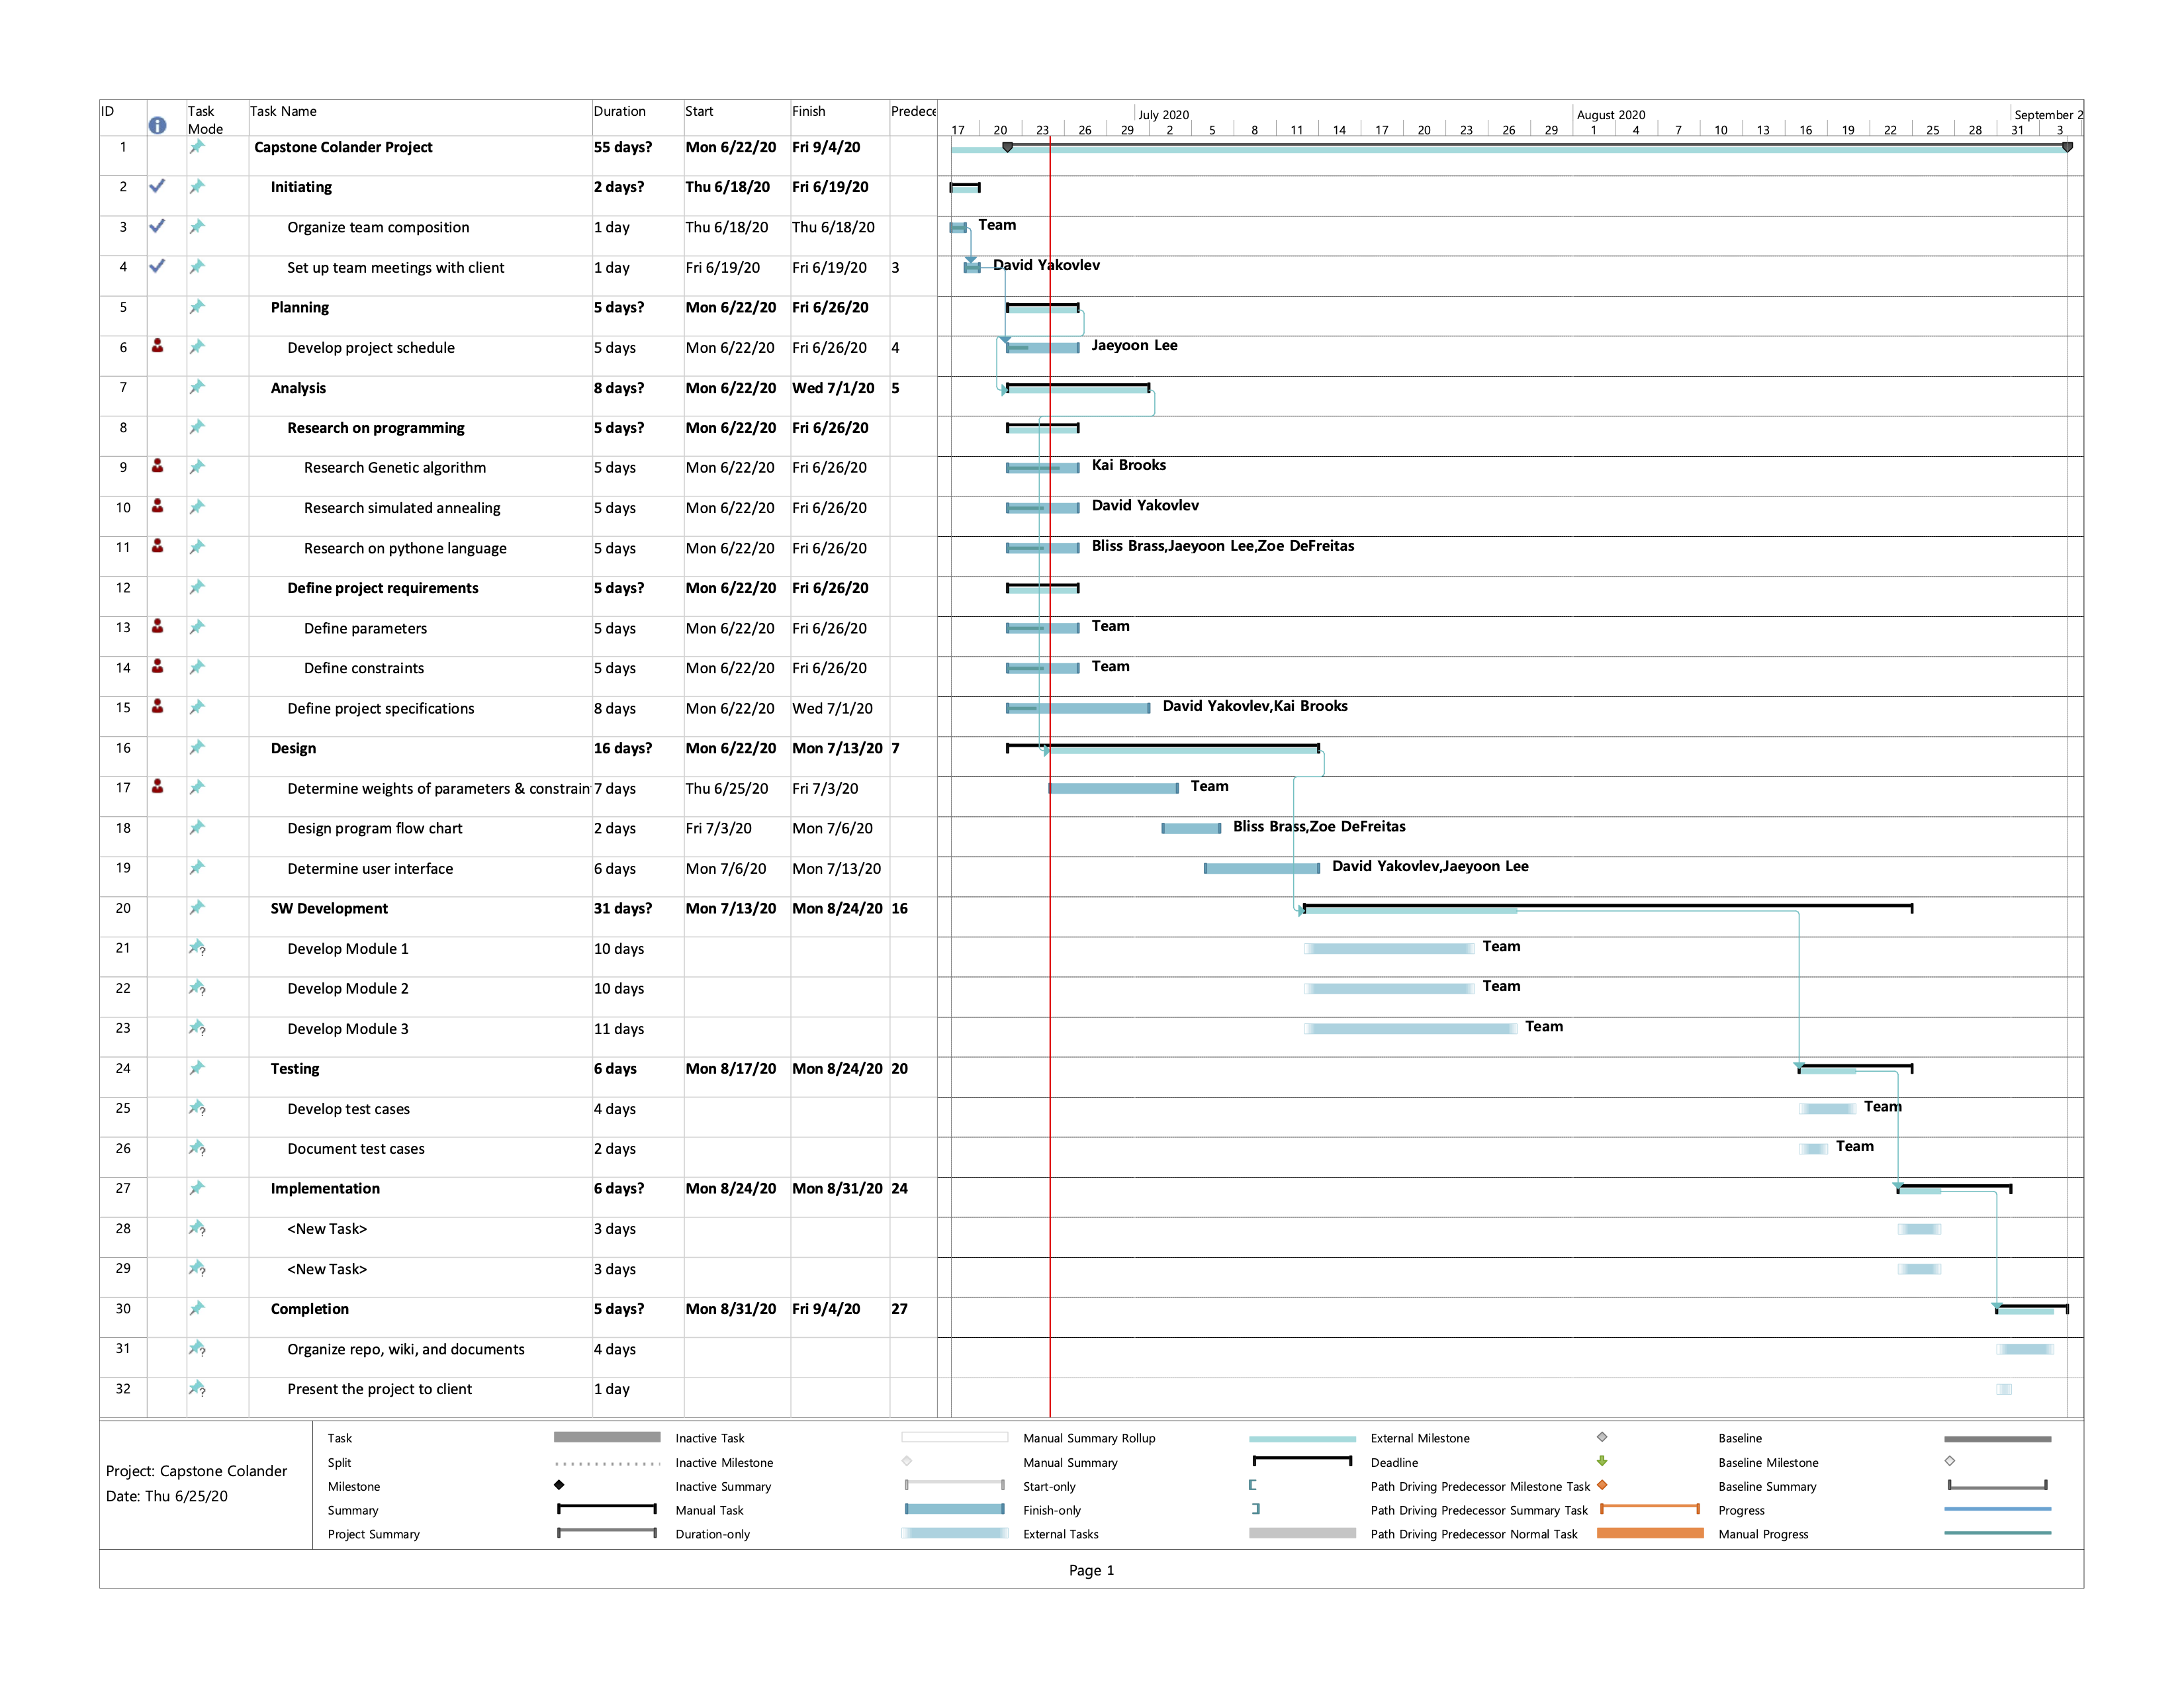 ID Task Mode Task Name Duration Start Finish Predece
July 2020 August 2020 September 2
17 20 23 26 29 2 5 8 11 14 17 20 23 26 29 1 4 7 10 13 16 19 22 25 28 31 3
1 Capstone Colander Project 55 days? Mon 6/22/20 Fri 9/4/20
2 Initiating 2 days? Thu 6/18/20 Fri 6/19/20
3 Organize team composition 1 day Thu 6/18/20 Thu 6/18/20 Team
4 Set up team meetings with client 1 day Fri 6/19/20 Fri 6/19/20 3 David Yakovlev
5 Planning 5 days? Mon 6/22/20 Fri 6/26/20
6 Develop project schedule 5 days Mon 6/22/20 Fri 6/26/20 4 Jaeyoon Lee
7 Analysis 8 days? Mon 6/22/20 Wed 7/1/20 5
8 Research on programming 5 days? Mon 6/22/20 Fri 6/26/20
9 Research Genetic algorithm 5 days Mon 6/22/20 Fri 6/26/20 Kai Brooks
10 Research simulated annealing 5 days Mon 6/22/20 Fri 6/26/20 David Yakovlev
11 Research on pythone language 5 days Mon 6/22/20 Fri 6/26/20 Bliss Brass,Jaeyoon Lee,Zoe DeFreitas
12 Define project requirements 5 days? Mon 6/22/20 Fri 6/26/20
13 Define parameters 5 days Mon 6/22/20 Fri 6/26/20 Team
14 Define constraints 5 days Mon 6/22/20 Fri 6/26/20 Team
15 Define project specifications 8 days Mon 6/22/20 Wed 7/1/20 David Yakovlev,Kai Brooks
16 Design 16 days? Mon 6/22/20 Mon 7/13/20 7
17 Determine weights of parameters & constrain 7 days Thu 6/25/20 Fri 7/3/20 Team
18 Design program flow chart 2 days Fri 7/3/20 Mon 7/6/20 Bliss Brass,Zoe DeFreitas
19 Determine user interface 6 days Mon 7/6/20 Mon 7/13/20 David Yakovlev,Jaeyoon Lee
20 SW Development 31 days? Mon 7/13/20 Mon 8/24/20 16
21 Develop Module 1 10 days Team
22 Develop Module 2 10 days Team
23 Develop Module 3 11 days Team
24 Testing 6 days Mon 8/17/20 Mon 8/24/20 20
25 Develop test cases 4 days Team
26 Document test cases 2 days Team
27 Implementation 6 days? Mon 8/24/20 Mon 8/31/20 24
28 <New Task> 3 days
29 <New Task> 3 days
30 Completion 5 days? Mon 8/31/20 Fri 9/4/20 27
31 Organize repo, wiki, and documents 4 days
32 Present the project to client 1 day
Project: Capstone Colander
Date: Thu 6/25/20
Task Inactive Task Manual Summary Rollup External Milestone Baseline
Split Inactive Milestone Manual Summary Deadline Baseline Milestone
Milestone Inactive Summary Start-only Path Driving Predecessor Milestone Task Baseline Summary
Summary Manual Task Finish-only Path Driving Predecessor Summary Task Progress
Project Summary Duration-only External Tasks Path Driving Predecessor Normal Task Manual Progress
Page 1